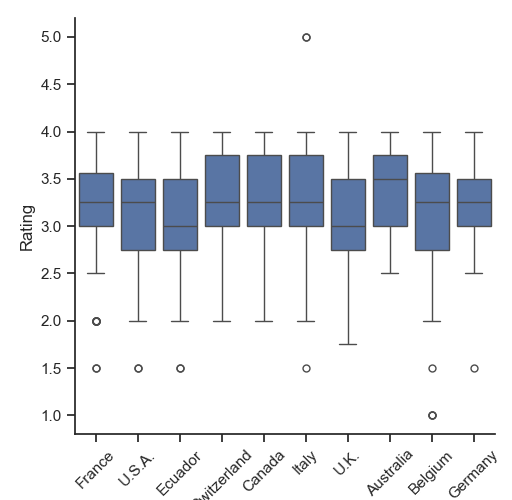 5.0
4.5
4.0
3.5
3.0
2.5
2.0
1.5
1.0
Rating
France
U.S.A.
Ecuador
witzerland
Canada
Italy
U.K.
Australia
Belgium
Germany